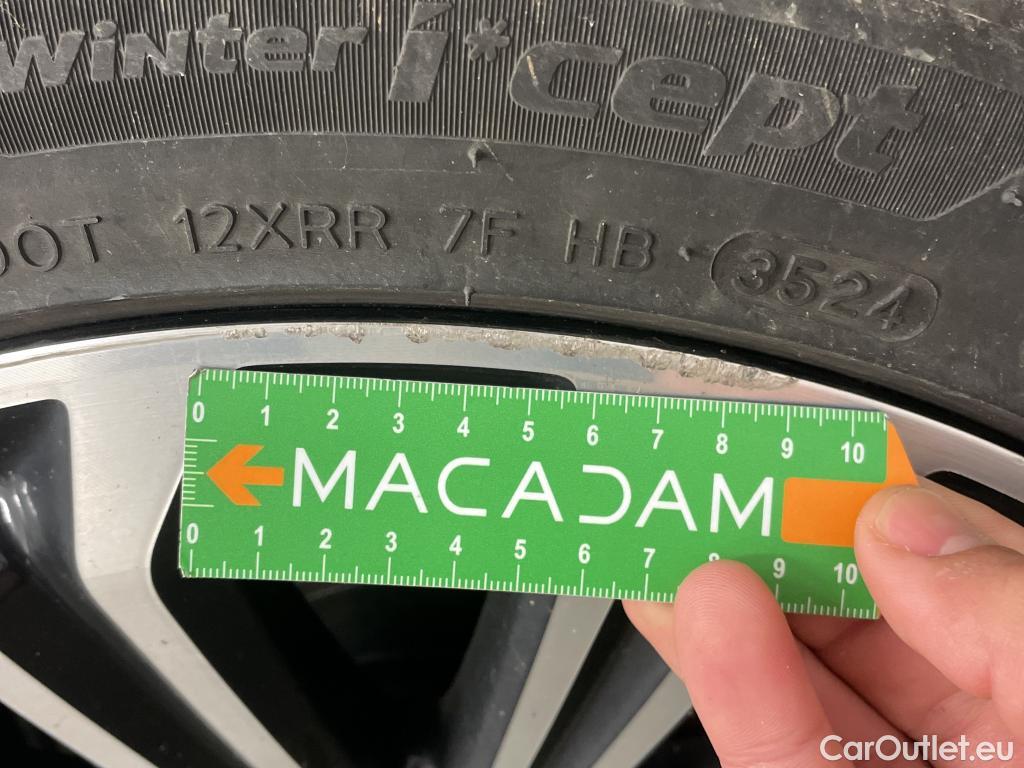 Winter i*cept
DOT 12XRR 7F HB 3524
0 1 2 3 4 5 6 7 8 9 10
MACADAM
0 1 2 3 4 5 6 7 8 9 10
CarOutlet.eu